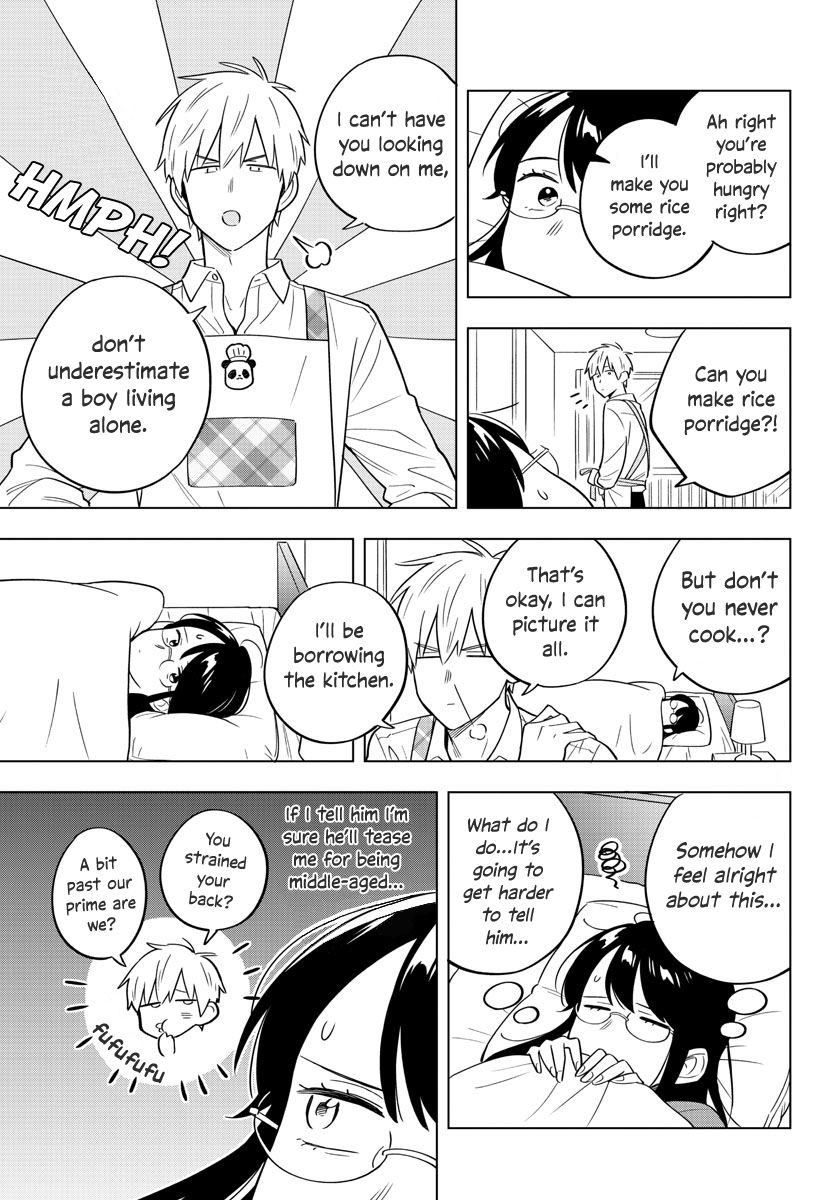 Ah right
you're
probably
hungry
right?
I'll
make you
some rice
porridge.
Can you
make rice
porridge?!
I can't have
you looking
down on me,
HMPH!
don't
underestimate
a boy living
alone.
But don't
you never
cook...?
That's
okay, I can
picture it
all.
I'll be
borrowing
the kitchen.
Somehow I
feel alright
about this...
What do I
do...It's
going to
get harder
to tell
him...
If I tell him I'm
sure he'll tease
me for being
middle-aged...
You
strained
your
back?
A bit
past our
prime are
we?
fufufufu